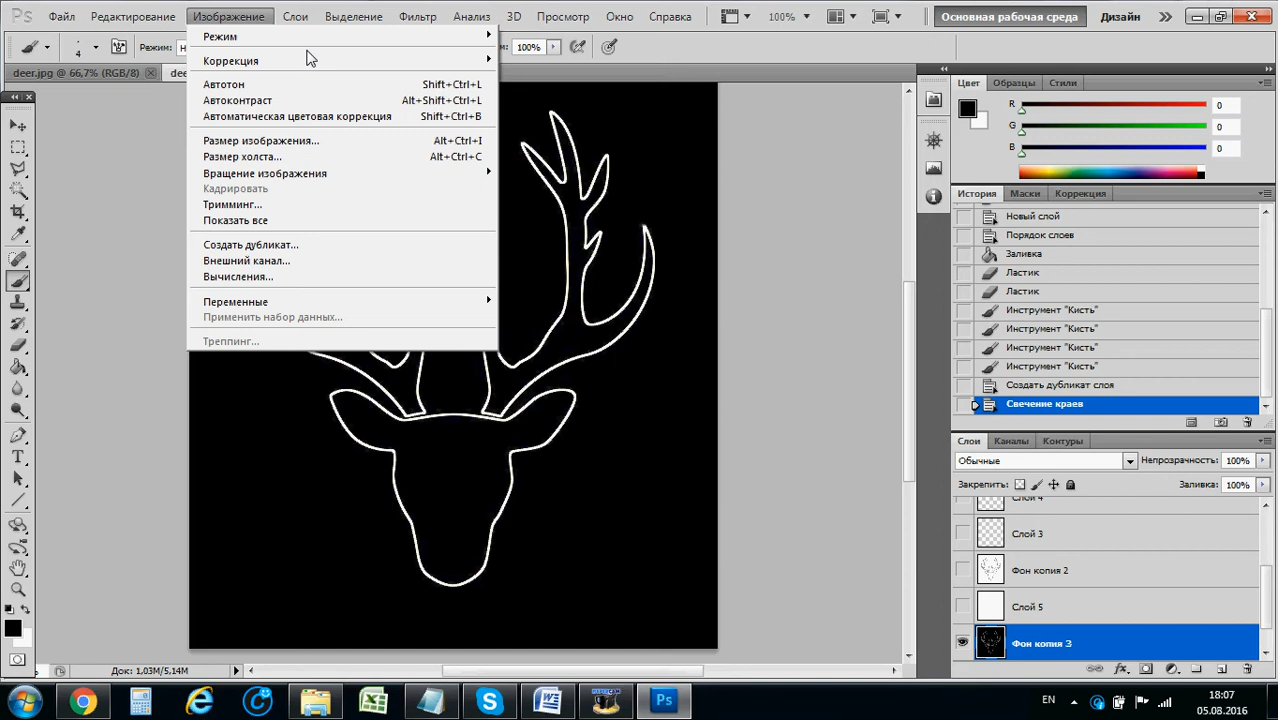 Ps Файл Редактирование Изображение Слои Выделение Фильтр Анализ 3D Просмотр Окно Справка 100% Основная рабочая среда Дизайн
4 Режим: 100%
deer.jpg @ 66,7% (RGB/8)
Режим
Коррекция
Автотон Shift+Ctrl+L
Автоконтраст Alt+Shift+Ctrl+L
Автоматическая цветовая коррекция Shift+Ctrl+B
Размер изображения... Alt+Ctrl+I
Размер холста... Alt+Ctrl+C
Вращение изображения
Кадрировать
Тримминг...
Показать все
Создать дубликат...
Внешний канал...
Вычисления...
Переменные
Применить набор данных...
Треппинг...
Цвет Образцы Стили
R 0
G 0
B 0
История Маски Коррекция
Новый слой
Порядок слоев
Заливка
Ластик
Ластик
Инструмент "Кисть"
Инструмент "Кисть"
Инструмент "Кисть"
Инструмент "Кисть"
Создать дубликат слоя
Свечение краев
Слои Каналы Контуры
Обычные Непрозрачность: 100%
Закрепить: Заливка: 100%
Слой 4
Слой 3
Фон копия 2
Слой 5
Фон копия 3
Док: 1,03M/5,14M
EN 18:07
05.08.2016